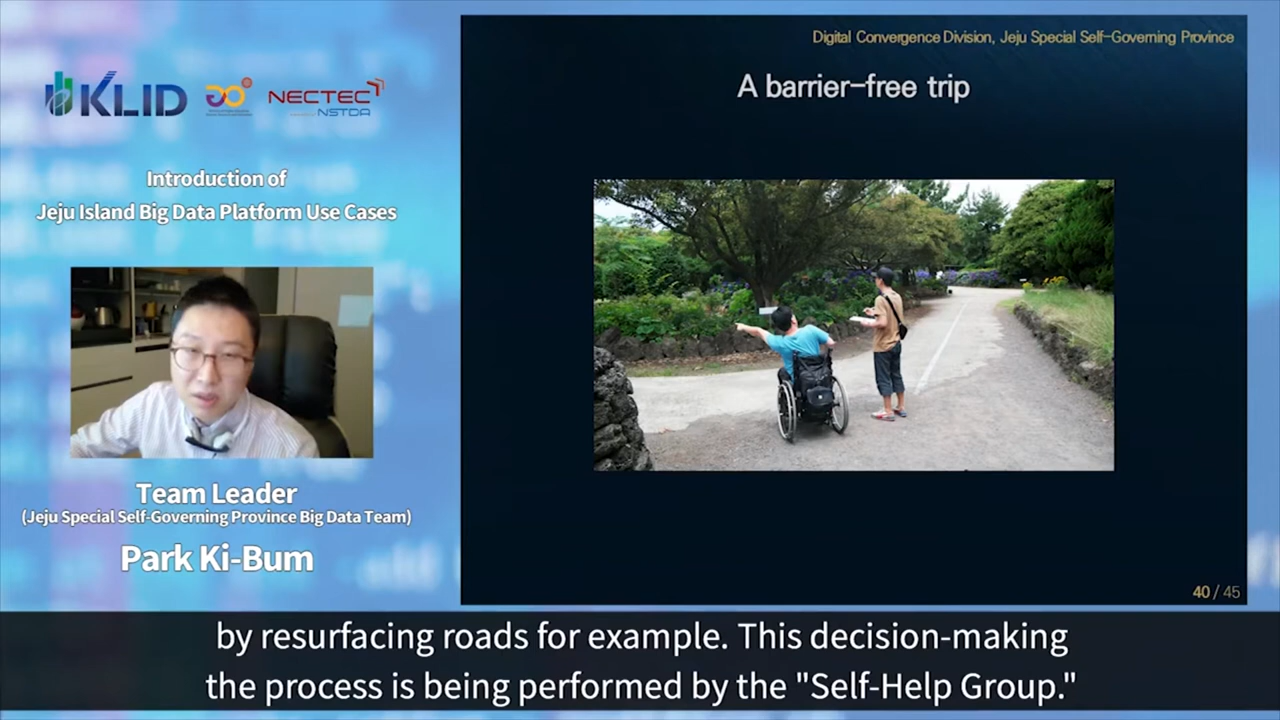 KLID
NECTEC
NSTDA
Introduction of
Jeju Island Big Data Platform Use Cases
Team Leader
(Jeju Special Self-Governing Province Big Data Team)
Park Ki-Bum
Digital Convergence Division, Jeju Special Self-Governing Province
A barrier-free trip
40 / 45
by resurfacing roads for example. This decision-making
the process is being performed by the "Self-Help Group."